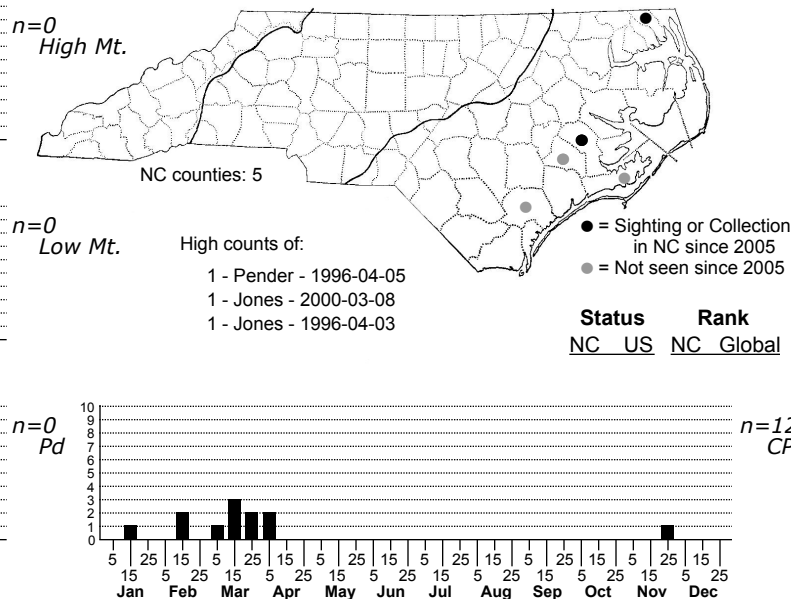 n=0
High Mt.
NC counties: 5
n=0
Low Mt.
High counts of:
1 - Pender - 1996-04-05
1 - Jones - 2000-03-08
1 - Jones - 1996-04-03
= Sighting or Collection
in NC since 2005
= Not seen since 2005
Status Rank
NC US NC Global
n=0
Pd
n=12
CP
10
9
8
7
6
5
4
3
2
1
0
5 25 15 5 25 15 5 25 15 5 25 15 5 25 15 5 25 15
15 5 25 15 5 25 15 5 25 15 5 25 15 5 25 15 5 25
Jan Feb Mar Apr May Jun Jul Aug Sep Oct Nov Dec